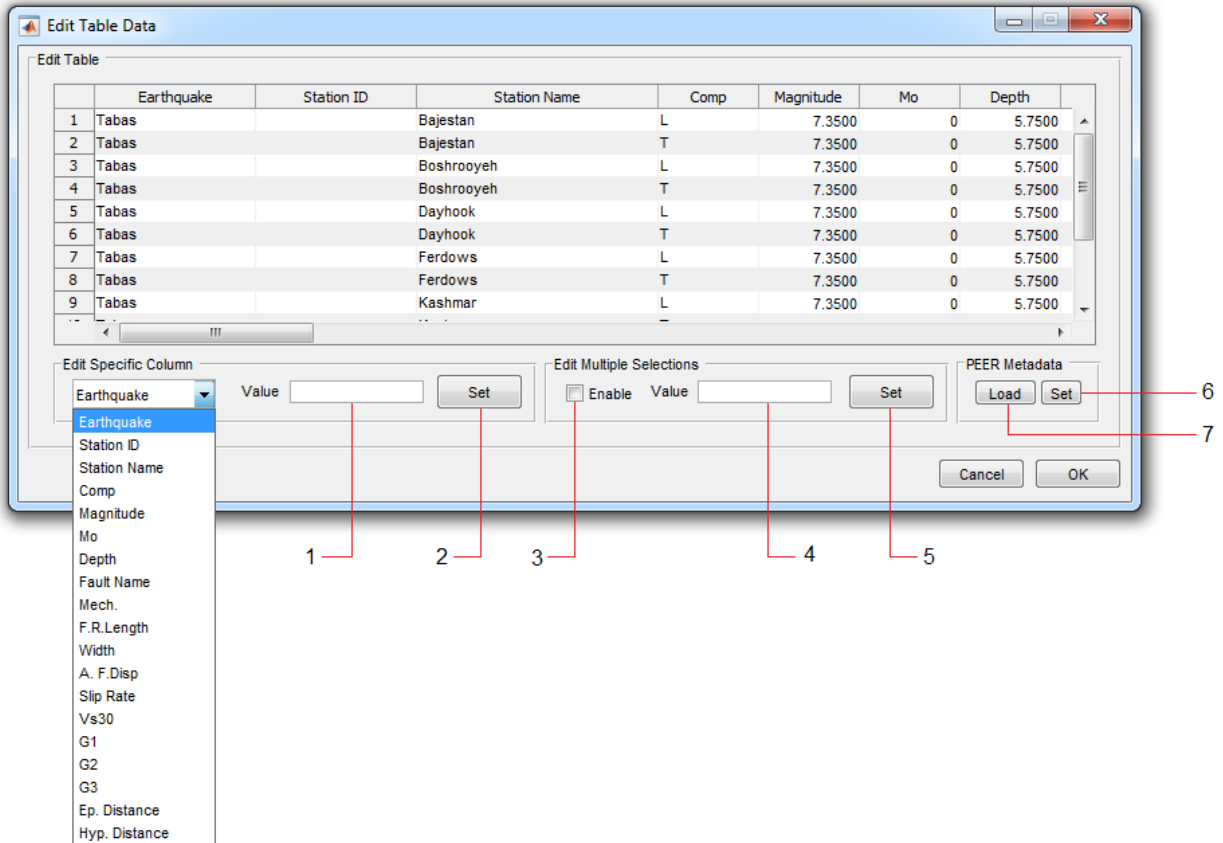 Edit Table Data
Edit Table
Earthquake Station ID Station Name Comp Magnitude Mo Depth
1 Tabas Bajestan L 7.3500 0 5.7500
2 Tabas Bajestan T 7.3500 0 5.7500
3 Tabas Boshrooyeh L 7.3500 0 5.7500
4 Tabas Boshrooyeh T 7.3500 0 5.7500
5 Tabas Dayhook L 7.3500 0 5.7500
6 Tabas Dayhook T 7.3500 0 5.7500
7 Tabas Ferdows L 7.3500 0 5.7500
8 Tabas Ferdows T 7.3500 0 5.7500
9 Tabas Kashmar L 7.3500 0 5.7500
Edit Specific Column Edit Multiple Selections PEER Metadata
Earthquake Value Set Enable Value Set Load Set 6
7
Earthquake
Station ID
Station Name
Cancel OK
Comp
Magnitude
Mo
Depth 1 2 3 4 5
Fault Name
Mech.
F.R.Length
Width
A. F.Disp
Slip Rate
Vs30
G1
G2
G3
Ep. Distance
Hyp. Distance